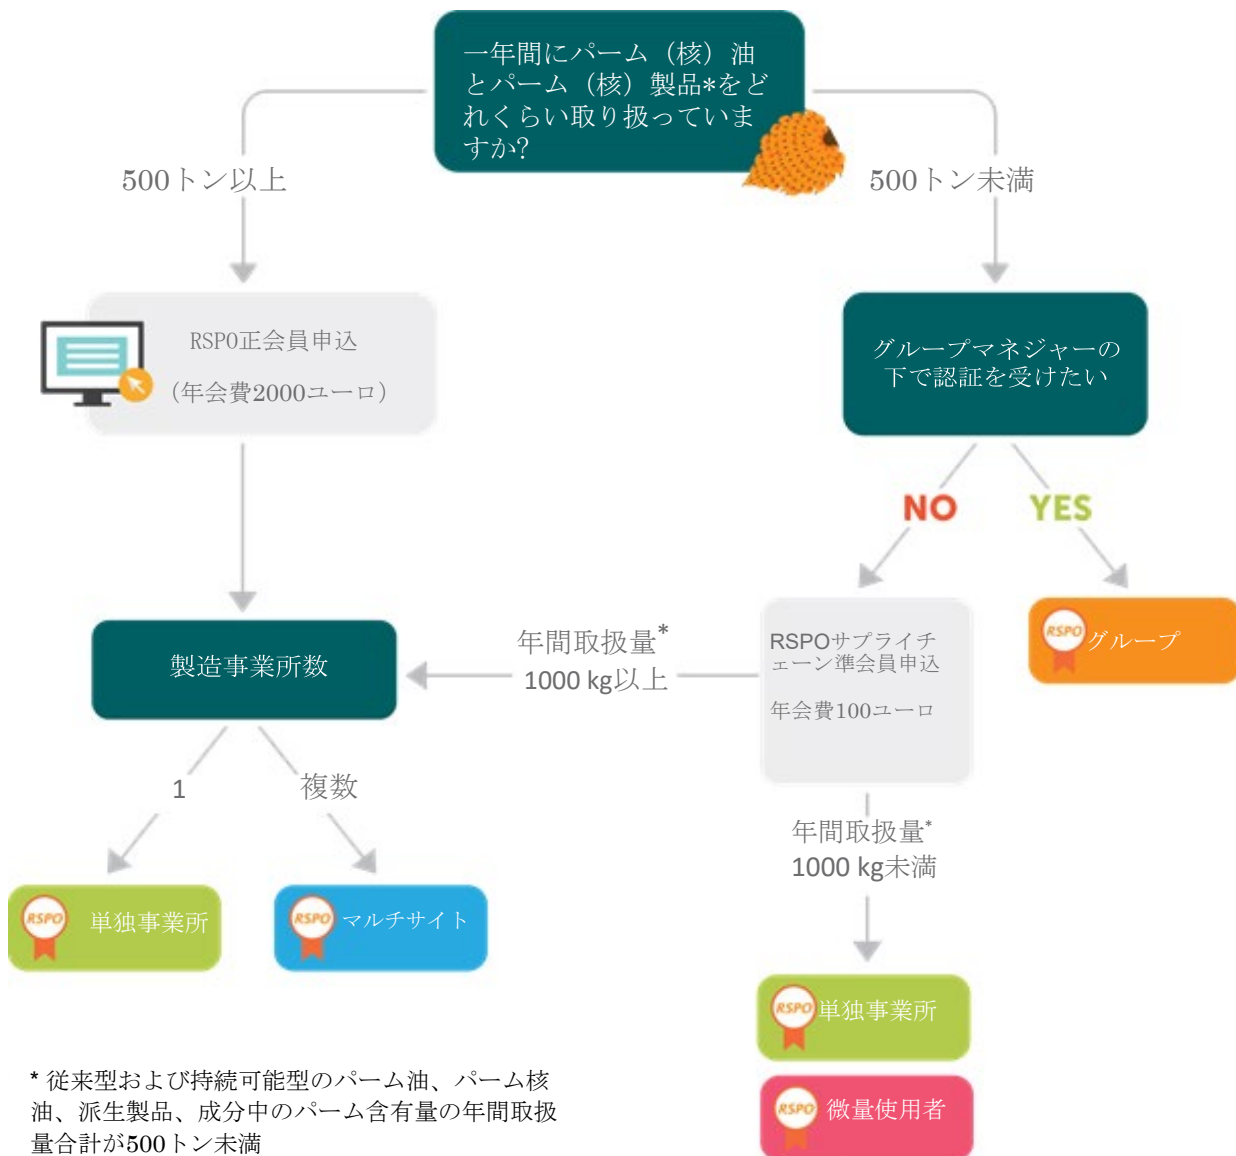 一年間にパーム（核）油
とパーム（核）製品*をど
れくらい取り扱っていま
すか?
500トン以上
500トン未満
RSPO正会員申込
（年会費2000ユーロ）
グループマネジャーの
下で認証を受けたい
NO
YES
製造事業所数
年間取扱量*
1000 kg以上
RSPOサプライチ
ェーン準会員申込
年会費100ユーロ
RSPO
グループ
1
複数
年間取扱量*
1000 kg未満
RSPO
単独事業所
RSPO
マルチサイト
RSPO
単独事業所
RSPO
微量使用者
* 従来型および持続可能型のパーム油、パーム核
油、派生製品、成分中のパーム含有量の年間取扱
量合計が500トン未満